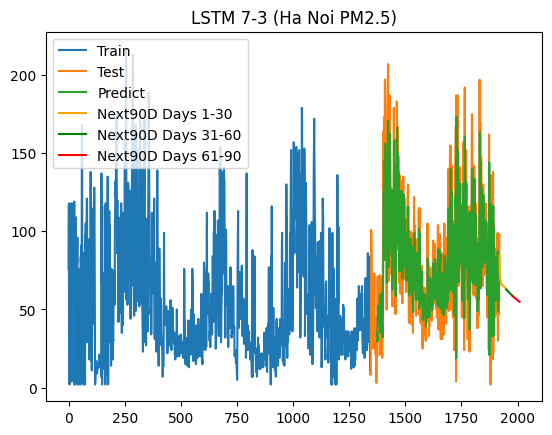 LSTM 7-3 (Ha Noi PM2.5)
Train
Test
Predict
Next90D Days 1-30
Next90D Days 31-60
Next90D Days 61-90
200
150
100
50
0
0 250 500 750 1000 1250 1500 1750 2000